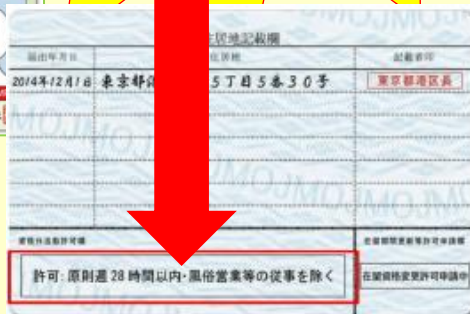 住居地記載欄
届出年月日 住居地 記載者印
2014年12月1日 東京都港 5丁目5番30号 東京都港区長
資格外活動許可欄 在留期間更新等許可申請欄
許可:原則週28時間以内・風俗営業等の従事を除く 在留資格変更許可申請中